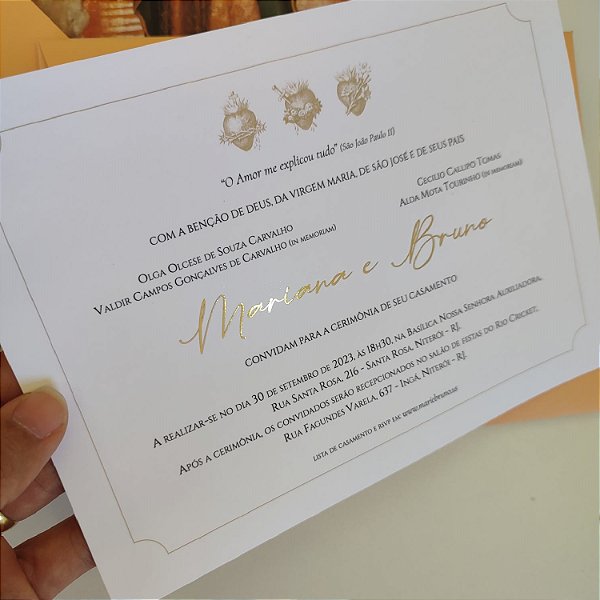 "O Amor me explicou tudo" (São João Paulo II)
COM A BENÇÃO DE DEUS, DA VIRGEM MARIA, DE SÃO JOSÉ E DE SEUS PAIS
OLGA OLCESE DE SOUZA CARVALHO
VALDIR CAMPOS GONÇALVES DE CARVALHO (IN MEMORIAM)
CECILIO CALUPO TOMAS
ALDA MOTA TOURINHO (IN MEMORIAM)
Mariana e Bruno
CONVIDAM PARA A CERIMÔNIA DE SEU CASAMENTO
A REALIZAR-SE NO DIA 30 DE SETEMBRO DE 2023, ÀS 18H30, NA BASÍLICA NOSSA SENHORA AUXILIADORA,
RUA SANTA ROSA, 216 - SANTA ROSA, NITERÓI - RJ.
APÓS A CERIMÔNIA, OS CONVIDADOS SERÃO RECEPCIONADOS NO SALÃO DE FESTAS DO RIO CRICKET,
RUA FAGUNDES VARELA, 637 - INGÁ, NITERÓI - RJ.
LISTA DE CASAMENTO E RSVP EM: www.mariebruno.us